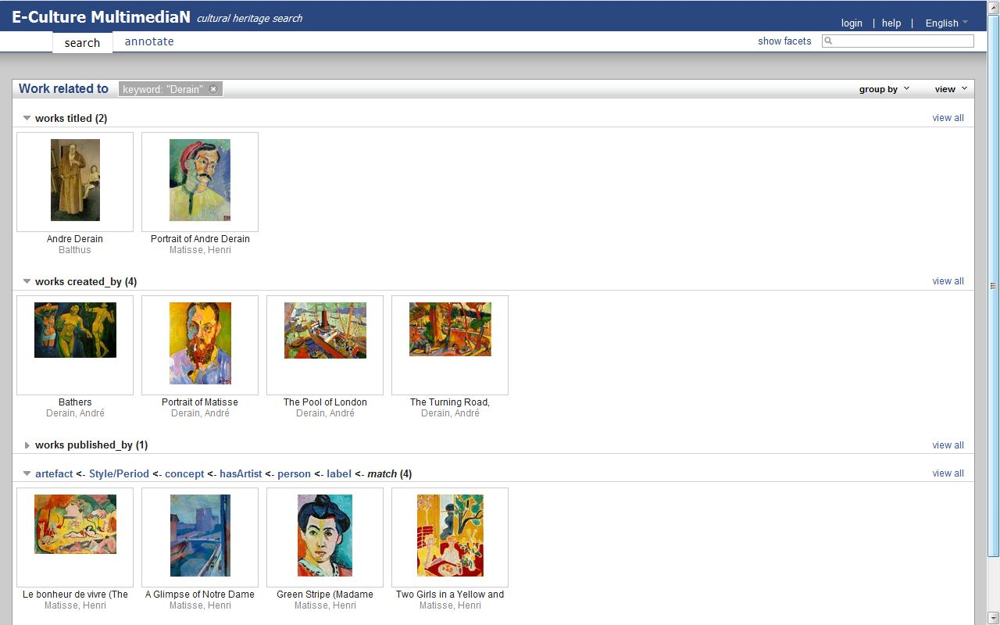 E-Culture MultimediaN cultural heritage search
login | help | English
search annotate show facets
Work related to keyword: "Derain" group by view
works titled (2) view all
Andre Derain Portrait of Andre Derain
Balthus Matisse, Henri
works created_by (4) view all
Bathers Portrait of Matisse The Pool of London The Turning Road,
Derain, André Derain, André Derain, André Derain, André
works published_by (1) view all
artefact <- Style/Period <- concept <- hasArtist <- person <- label <- match (4) view all
Le bonheur de vivre (The A Glimpse of Notre Dame Green Stripe (Madame Two Girls in a Yellow and
Matisse, Henri Matisse, Henri Matisse, Henri Matisse, Henri